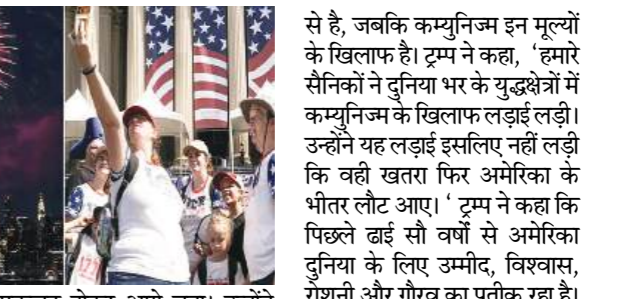 से है, जबकि कम्युनिज्म इन मूल्यों
के खिलाफ है। ट्रम्प ने कहा, ‘हमारे
सैनिकों ने दुनिया भर के युद्धक्षेत्रों में
कम्युनिज्म के खिलाफ लड़ाई लड़ी।
उन्होंने यह लड़ाई इसलिए नहीं लड़ी
कि वही खतरा फिर अमेरिका के
भीतर लौट आए। ‘ ट्रम्प ने कहा कि
पिछले ढाई सौ वर्षों से अमेरिका
दुनिया के लिए उम्मीद, विश्वास,
रोशनी और गौरव का प्रतीक रहा है।